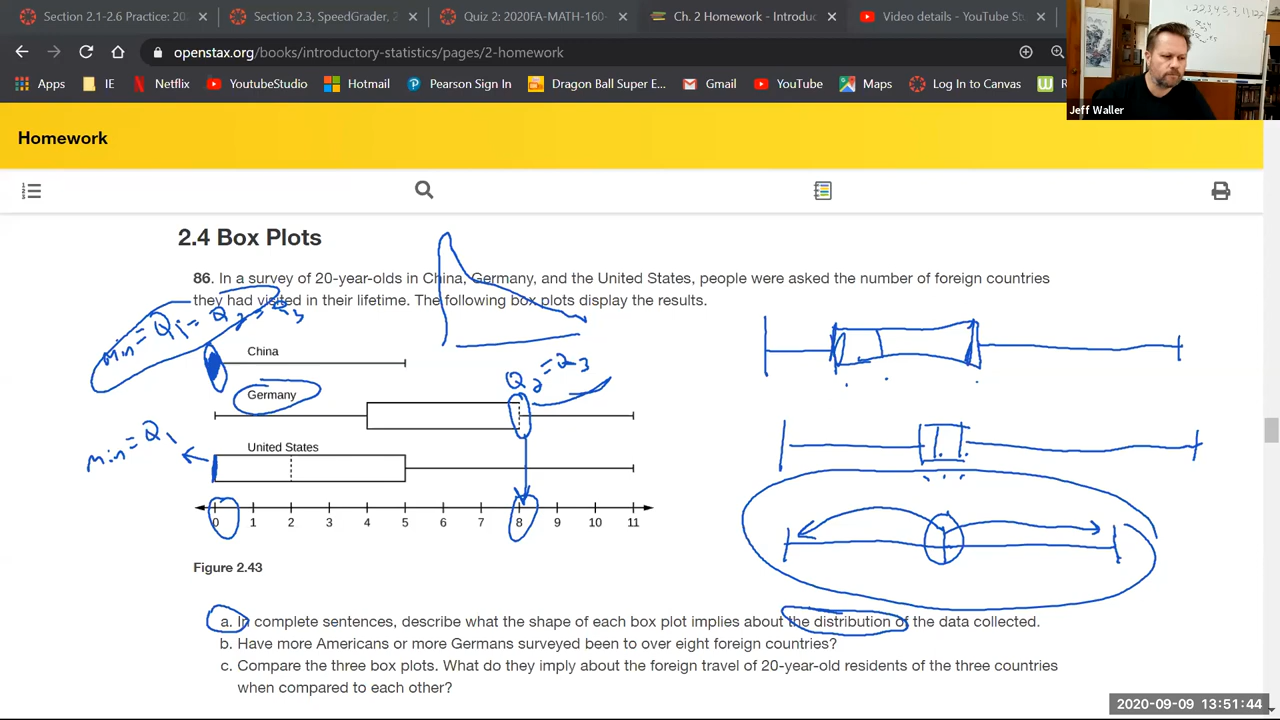 Section 2.1-2.6 Practice: 202
Section 2.3, SpeedGrader,
Quiz 2: 2020FA-MATH-160-
Ch. 2 Homework - Introduc
Video details - YouTube St
openstax.org/books/introductory-statistics/pages/2-homework
Apps
IE
Netflix
YouTubeStudio
Hotmail
Pearson
Dragon Ball Super E...
Gmail
YouTube
Maps
Log In to Canvas
Jeff Waller
Homework
2.4 Box Plots
86. In a survey of 20-year-olds in China, Germany, and the United States, people were asked the number of foreign countries
they had visited in their lifetime. The following box plots display the results.
min = Q1 = Q2 = Q3
China
Q2 = Q3
Germany
min = Q1
United States
0 1 2 3 4 5 6 7 8 9 10 11
Figure 2.43
a. In complete sentences, describe what the shape of each box plot implies about the distribution of the data collected.
b. Have more Americans or more Germans surveyed been to over eight foreign countries?
c. Compare the three box plots. What do they imply about the foreign travel of 20-year-old residents of the three countries
when compared to each other?
2020-09-09 13:51:44